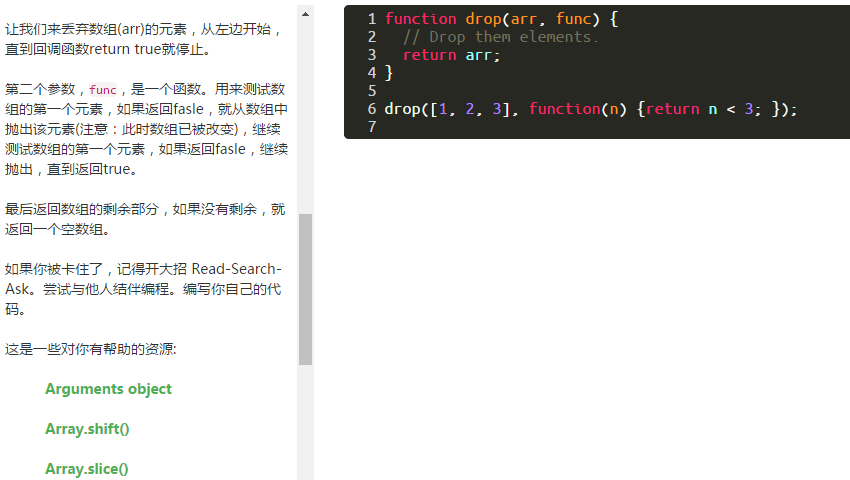 让我们来丢弃数组(arr)的元素，从左边开始，
直到回调函数return true就停止。
第二个参数，func，是一个函数。用来测试数
组的第一个元素，如果返回fasle，就从数组中
抛出该元素(注意：此时数组已被改变)，继续
测试数组的第一个元素，如果返回fasle，继续
抛出，直到返回true。
最后返回数组的剩余部分，如果没有剩余，就
返回一个空数组。
如果你被卡住了，记得开大招 Read-Search-
Ask。尝试与他人结伴编程。编写你自己的代
码。
这是一些对你有帮助的资源:
Arguments object
Array.shift()
Array.slice()
1 function drop(arr, func) {
2   // Drop them elements.
3   return arr;
4 }
5
6 drop([1, 2, 3], function(n) {return n < 3; });
7